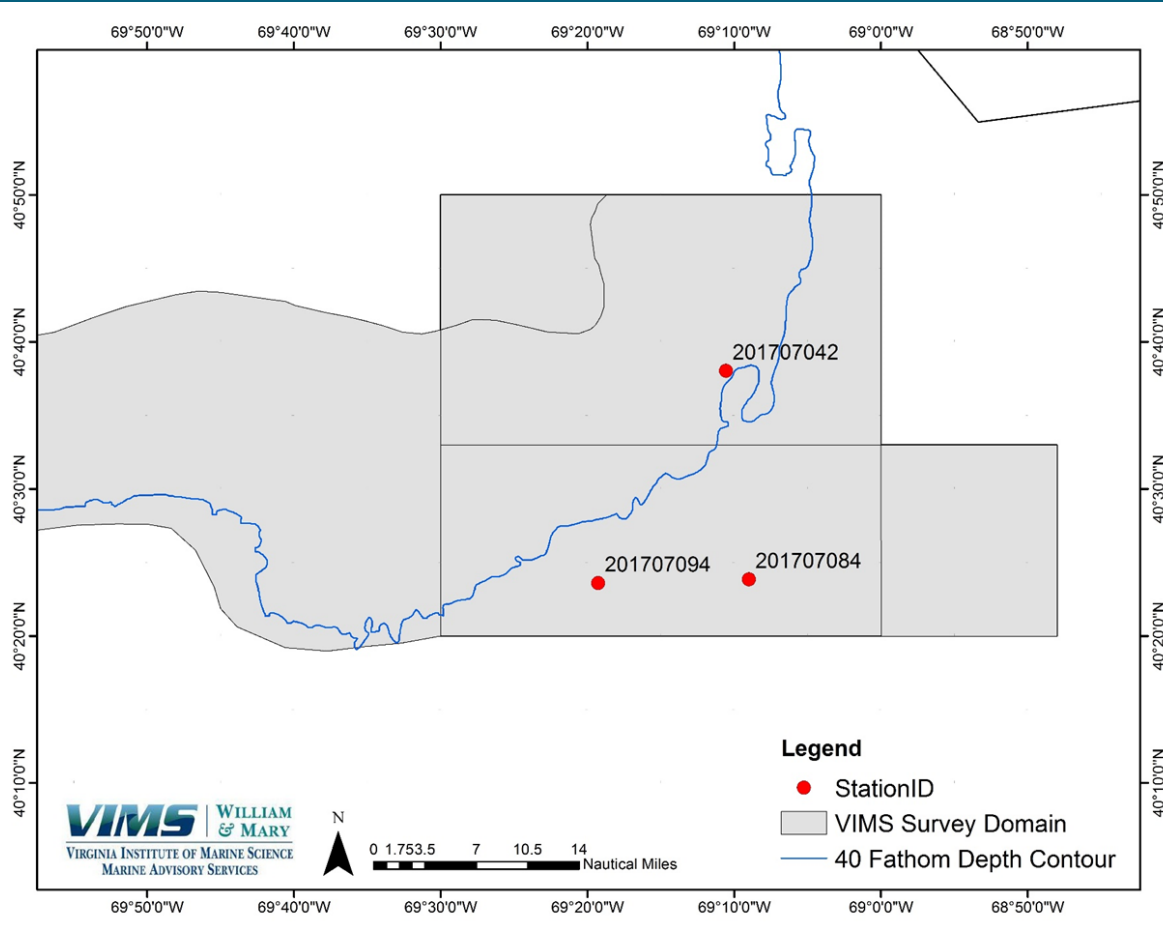 69°50'0"W 69°40'0"W 69°30'0"W 69°20'0"W 69°10'0"W 69°0'0"W 68°50'0"W
40°50'0"N 40°50'0"N
40°40'0"N 40°40'0"N
201707042
40°30'0"N 40°30'0"N
201707094 201707084
40°20'0"N 40°20'0"N
40°10'0"N 40°10'0"N
Legend
StationID
VIMS Survey Domain
40 Fathom Depth Contour
VIMS WILLIAM
& MARY
VIRGINIA INSTITUTE OF MARINE SCIENCE
MARINE ADVISORY SERVICES
N
0 1.753.5 7 10.5 14
Nautical Miles
69°50'0"W 69°40'0"W 69°30'0"W 69°20'0"W 69°10'0"W 69°0'0"W 68°50'0"W